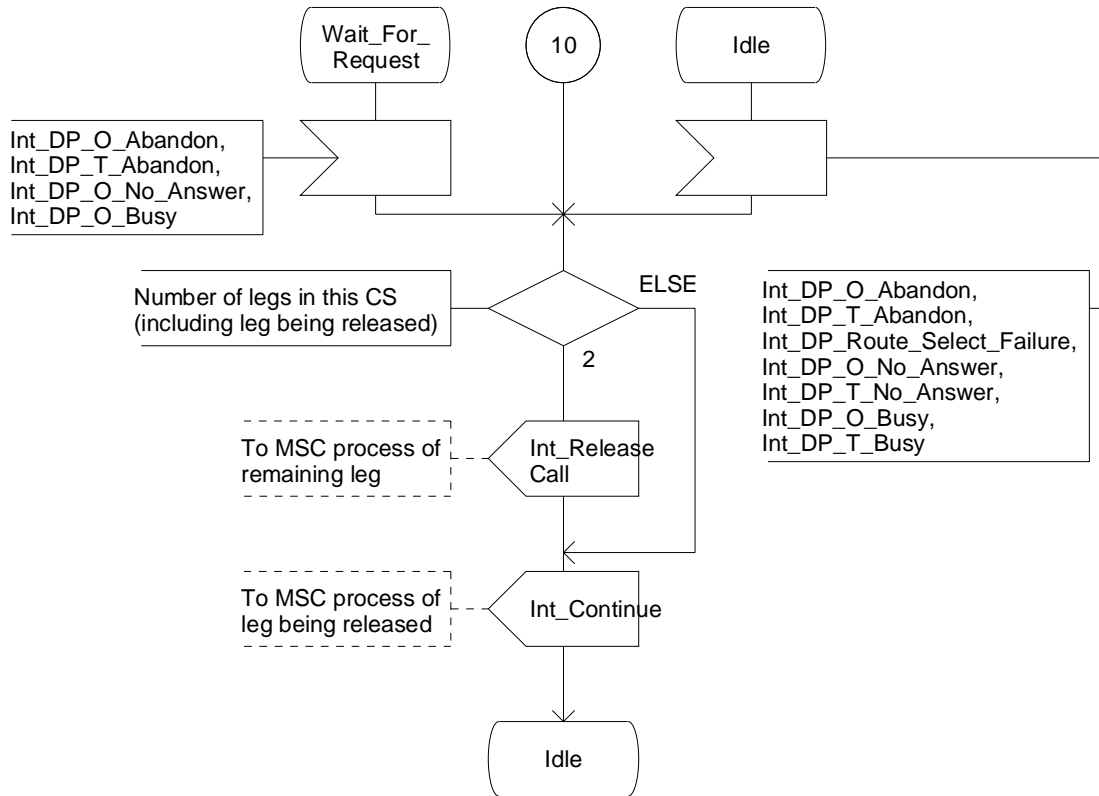 Wait_For_
Request
10
Idle
Int_DP_O_Abandon,
Int_DP_T_Abandon,
Int_DP_O_No_Answer,
Int_DP_O_Busy
Number of legs in this CS
(including leg being released)
ELSE
2
Int_DP_O_Abandon,
Int_DP_T_Abandon,
Int_DP_Route_Select_Failure,
Int_DP_O_No_Answer,
Int_DP_T_No_Answer,
Int_DP_O_Busy,
Int_DP_T_Busy
To MSC process of
remaining leg
Int_Release
Call
To MSC process of
leg being released
Int_Continue
Idle